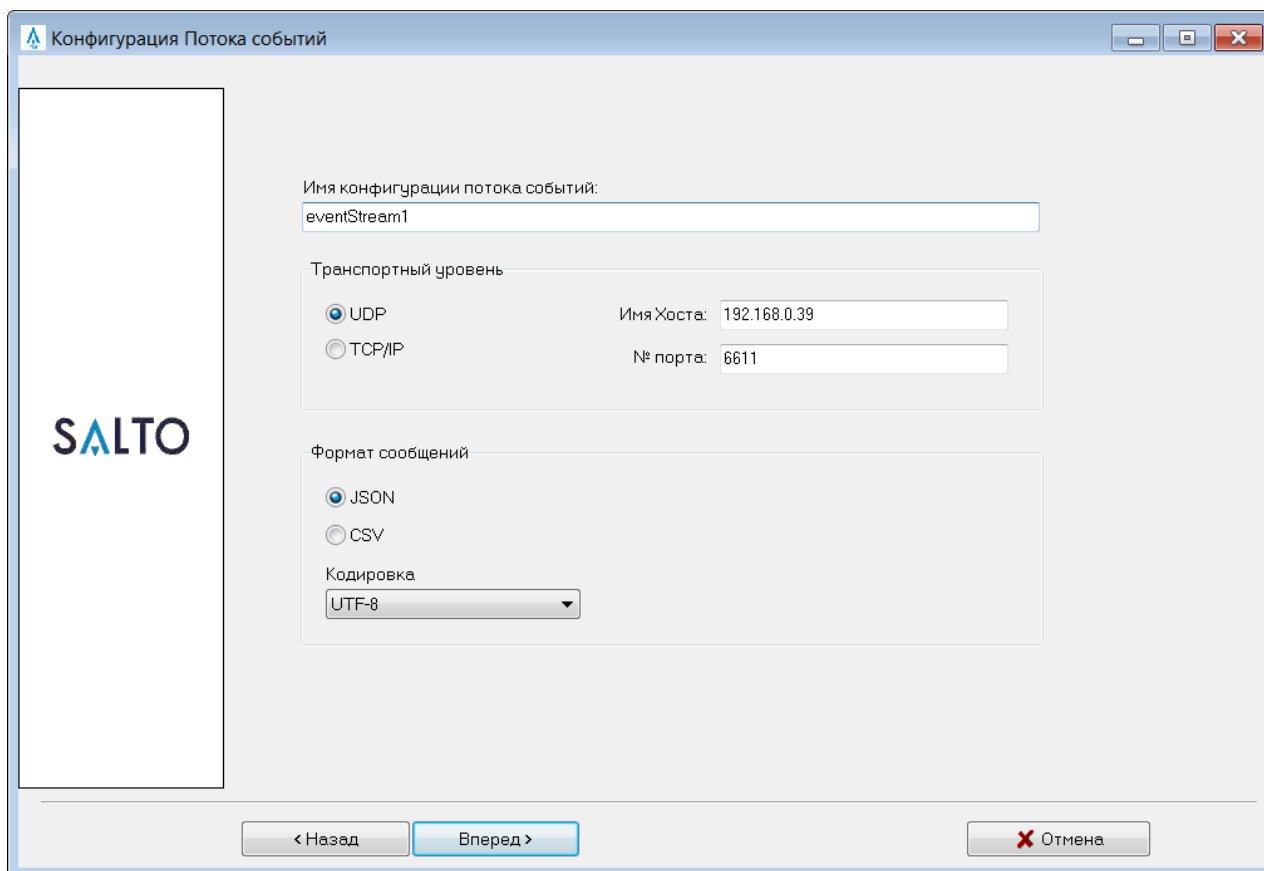 Конфигурация Потока событий
Имя конфигурации потока событий:
eventStream1
Транспортный уровень
UDP
Имя Хоста: 192.168.0.39
TCP/IP
№ порта: 6611
SALTO
Формат сообщений
JSON
CSV
Кодировка
UTF-8
< Назад
Вперед >
Отмена